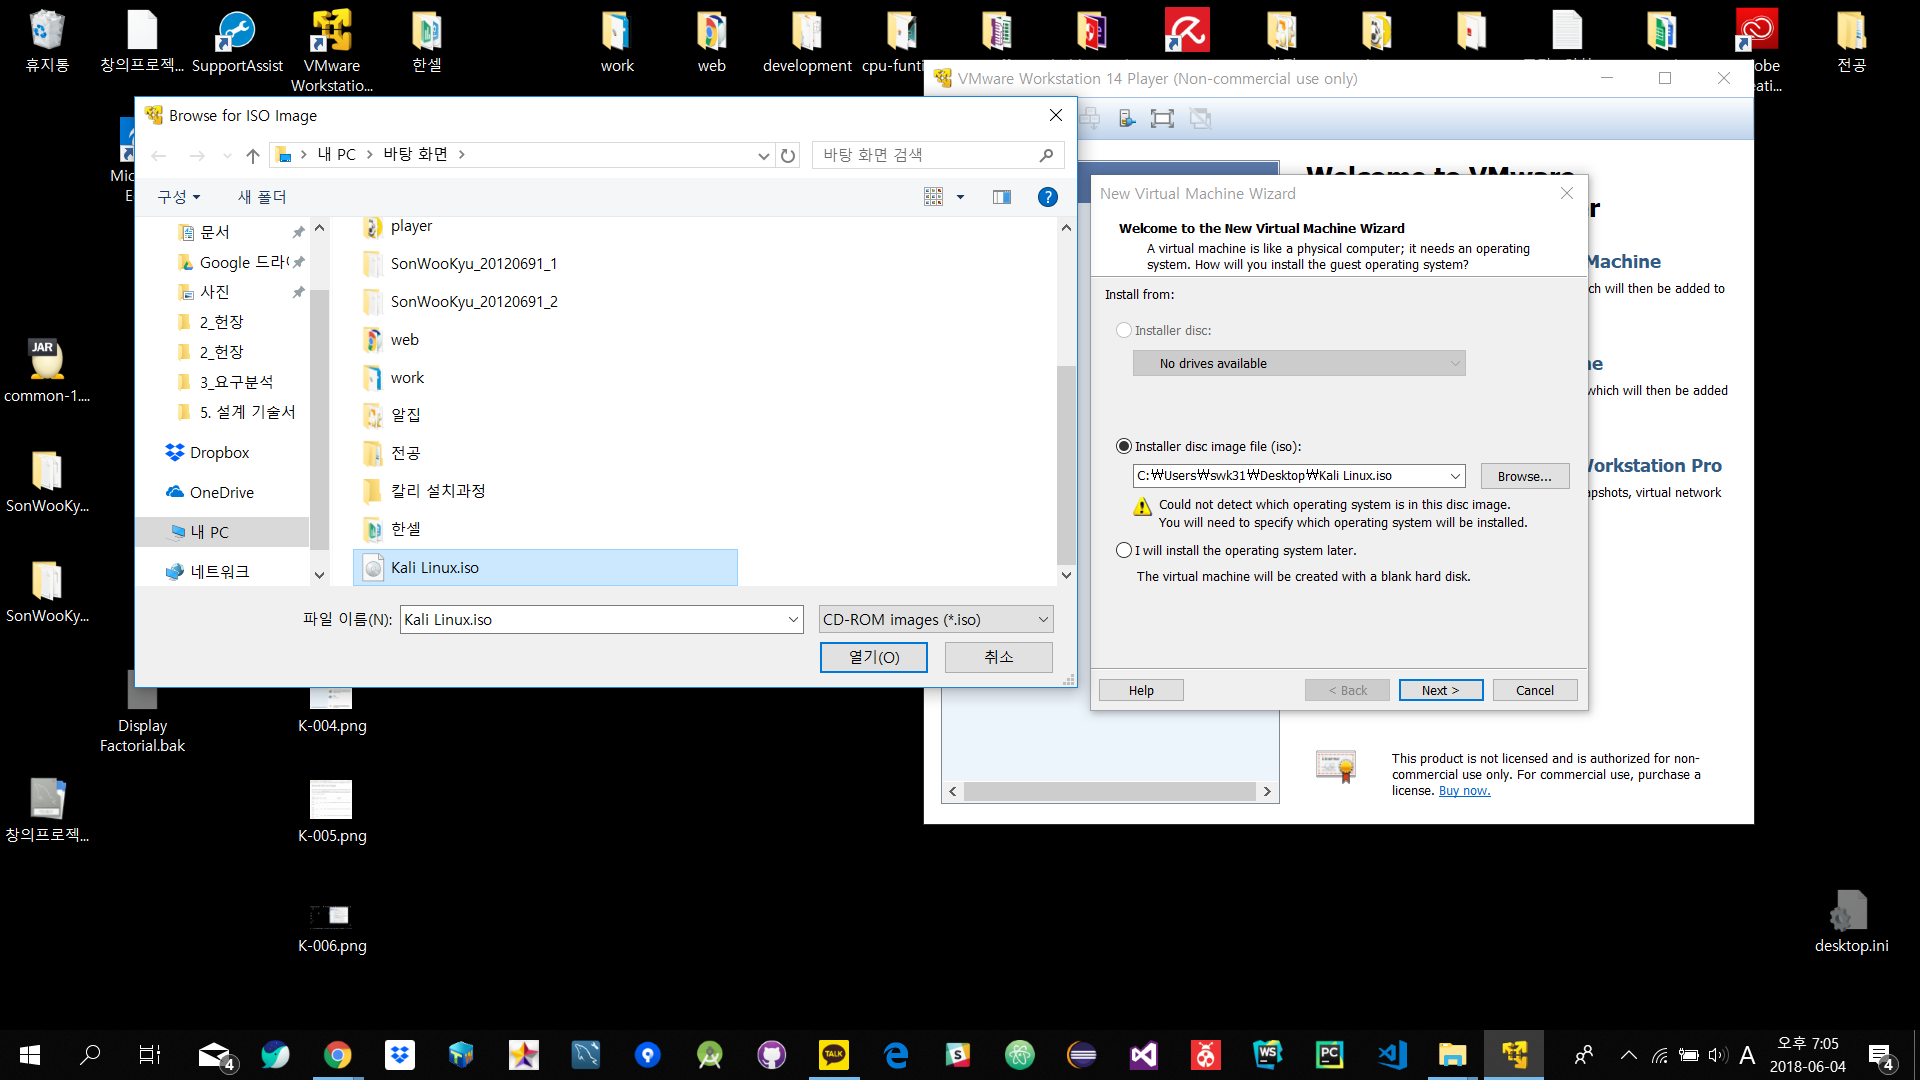 휴지통
창의프로젝...
SupportAssist
VMware
Workstatio...
한셀
work
web
development
cpu-funti
전공
VMware Workstation 14 Player (Non-commercial use only)
Browse for ISO Image
내 PC
바탕 화면
바탕 화면 검색
구성
새 폴더
문서
Google 드라
사진
2_헌장
2_헌장
3_요구분석
5. 설계 기술서
Dropbox
OneDrive
내 PC
네트워크
player
SonWooKyu_20120691_1
SonWooKyu_20120691_2
web
work
알집
전공
칼리 설치과정
한셀
Kali Linux.iso
파일 이름(N):
Kali Linux.iso
CD-ROM images (*.iso)
열기(O)
취소
Welcome to VMware
New Virtual Machine Wizard
Welcome to the New Virtual Machine Wizard
A virtual machine is like a physical computer; it needs an operating
system. How will you install the guest operating system?
Install from:
Installer disc:
No drives available
Installer disc image file (iso):
C:₩Users₩swk31₩Desktop₩Kali Linux.iso
Browse...
Could not detect which operating system is in this disc image.
You will need to specify which operating system will be installed.
I will install the operating system later.
The virtual machine will be created with a blank hard disk.
Help
< Back
Next >
Cancel
Machine
ch will then be added to
which will then be added
Workstation Pro
apshots, virtual network
This product is not licensed and is authorized for non-
commercial use only. For commercial use, purchase a
license. Buy now.
JAR
common-1....
SonWooKy...
SonWooKy...
Display
Factorial.bak
창의프로젝...
K-004.png
K-005.png
K-006.png
desktop.ini
4
TALK
WS
PC
A
오후 7:05
2018-06-04
4